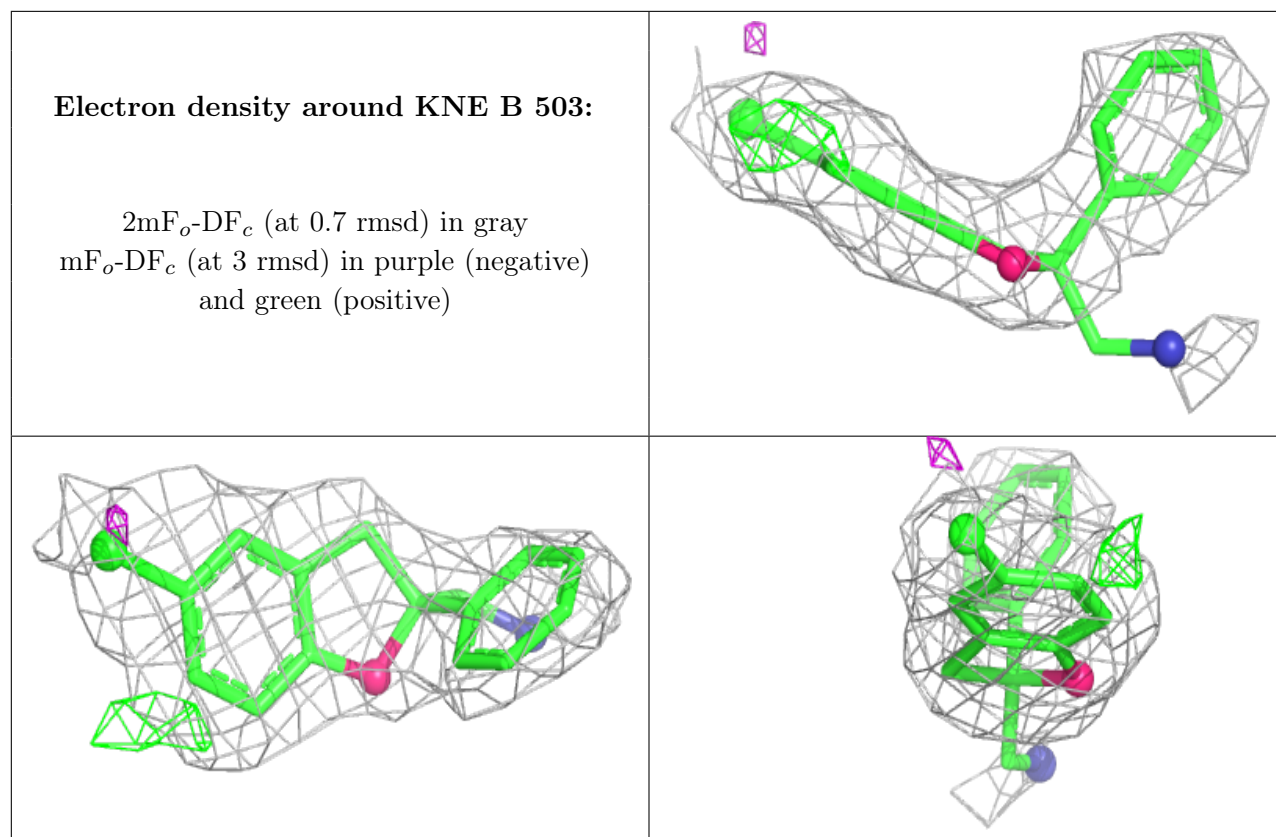 Electron density around KNE B 503:
2mFₒ-DF𝒸 (at 0.7 rmsd) in gray
mFₒ-DF𝒸 (at 3 rmsd) in purple (negative)
and green (positive)